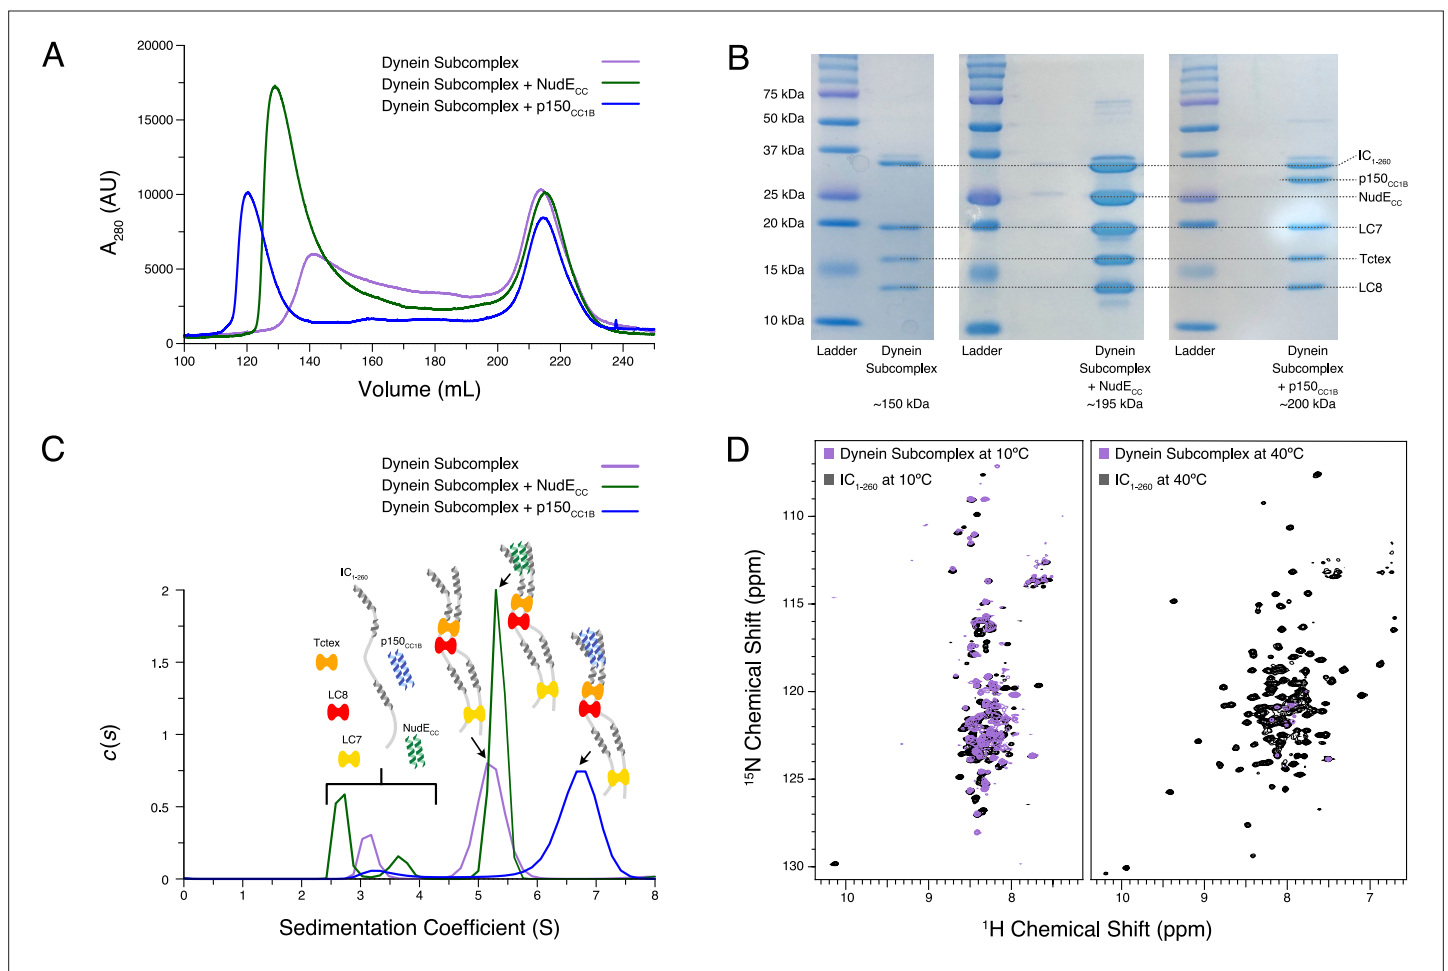 A
20000
15000
10000
5000
0
A280 (AU)
100 120 140 160 180 200 220 240
Volume (mL)
Dynein Subcomplex
Dynein Subcomplex + NudECC
Dynein Subcomplex + p150CC1B
B
75 kDa
50 kDa
37 kDa
25 kDa
20 kDa
15 kDa
10 kDa
IC1-260
p150CC1B
NudECC
LC7
Tctex
LC8
Ladder
Dynein
Subcomplex
~150 kDa
Ladder
Dynein
Subcomplex
+ NudECC
~195 kDa
Ladder
Dynein
Subcomplex
+ p150CC1B
~200 kDa
C
Dynein Subcomplex
Dynein Subcomplex + NudECC
Dynein Subcomplex + p150CC1B
2
1.5
1
0.5
0
c(s)
IC1-260
Tctex
p150CC1B
LC8
LC7
NudECC
0 1 2 3 4 5 6 7 8
Sedimentation Coefficient (S)
D
Dynein Subcomplex at 10ºC
IC1-260 at 10ºC
Dynein Subcomplex at 40ºC
IC1-260 at 40ºC
110
115
120
125
130
15N Chemical Shift (ppm)
10 9 8
10 9 8 7
1H Chemical Shift (ppm)